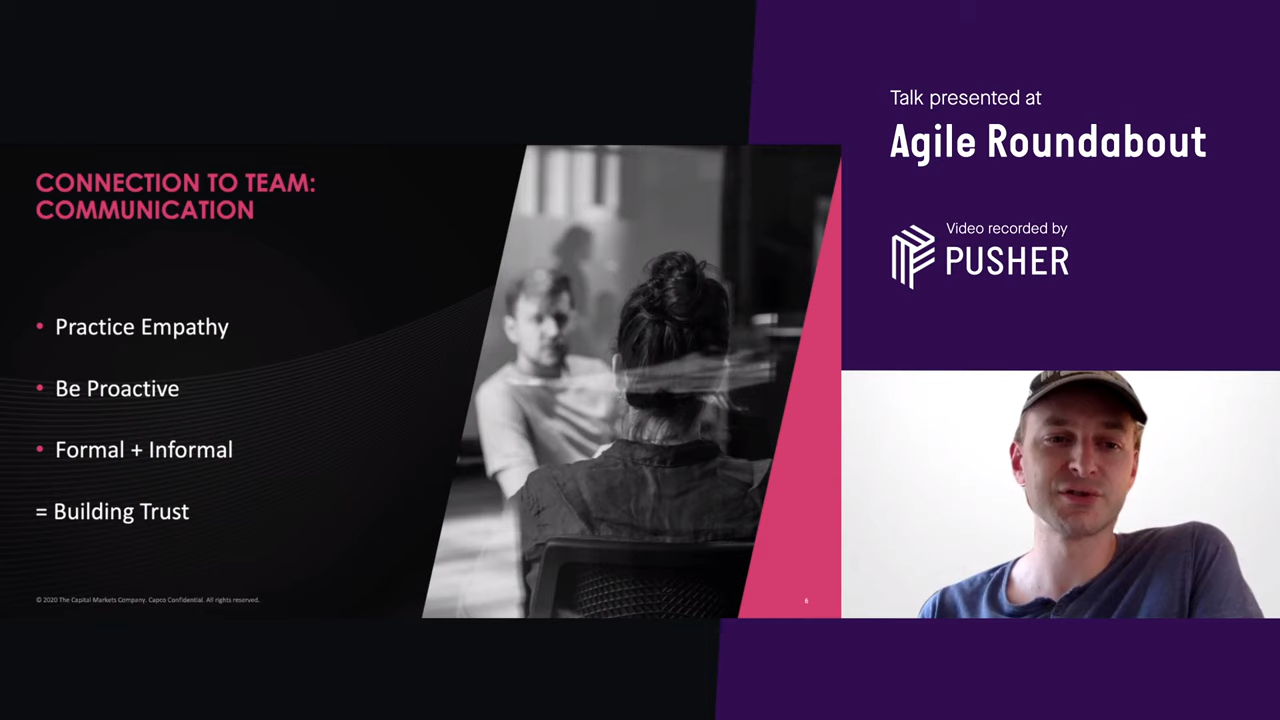 Talk presented at
Agile Roundabout
Video recorded by
PUSHER
CONNECTION TO TEAM:
COMMUNICATION
• Practice Empathy
• Be Proactive
• Formal + Informal
= Building Trust
© 2020 The Capital Markets Company. Capco Confidential. All rights reserved.
6